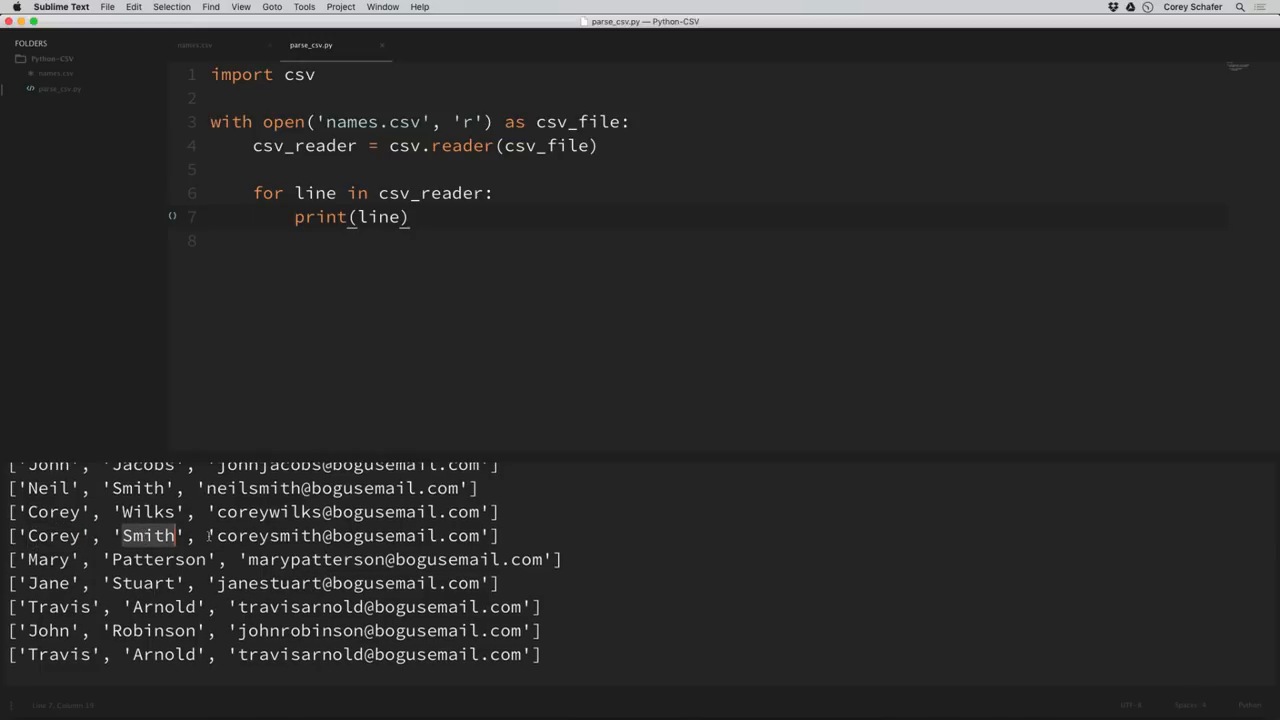 Sublime Text File Edit Selection Find View Goto Tools Project Window Help Corey Schafer
parse_csv.py — Python-CSV
FOLDERS
Python-CSV
names.csv
parse_csv.py
names.csv × parse_csv.py ×
1 import csv
2
3 with open('names.csv', 'r') as csv_file:
4 csv_reader = csv.reader(csv_file)
5
6 for line in csv_reader:
7 print(line)
8
['John', 'Jacobs', 'johnjacobs@bogusemail.com']
['Neil', 'Smith', 'neilsmith@bogusemail.com']
['Corey', 'Wilks', 'coreywilks@bogusemail.com']
['Corey', 'Smith', 'coreysmith@bogusemail.com']
['Mary', 'Patterson', 'marypatterson@bogusemail.com']
['Jane', 'Stuart', 'janestuart@bogusemail.com']
['Travis', 'Arnold', 'travisarnold@bogusemail.com']
['John', 'Robinson', 'johnrobinson@bogusemail.com']
['Travis', 'Arnold', 'travisarnold@bogusemail.com']
Line 7, Column 19 UTF-8 Spaces: 4 Python